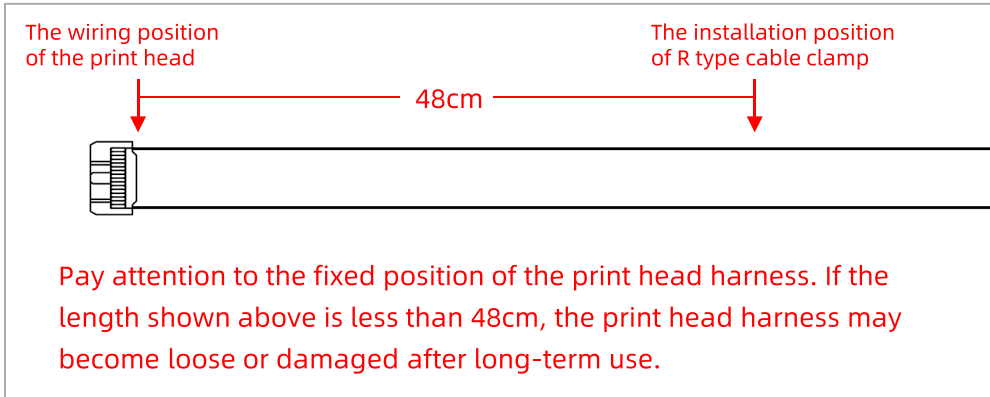 The wiring position
of the print head
The installation position
of R type cable clamp
48cm
Pay attention to the fixed position of the print head harness. If the
length shown above is less than 48cm, the print head harness may
become loose or damaged after long-term use.